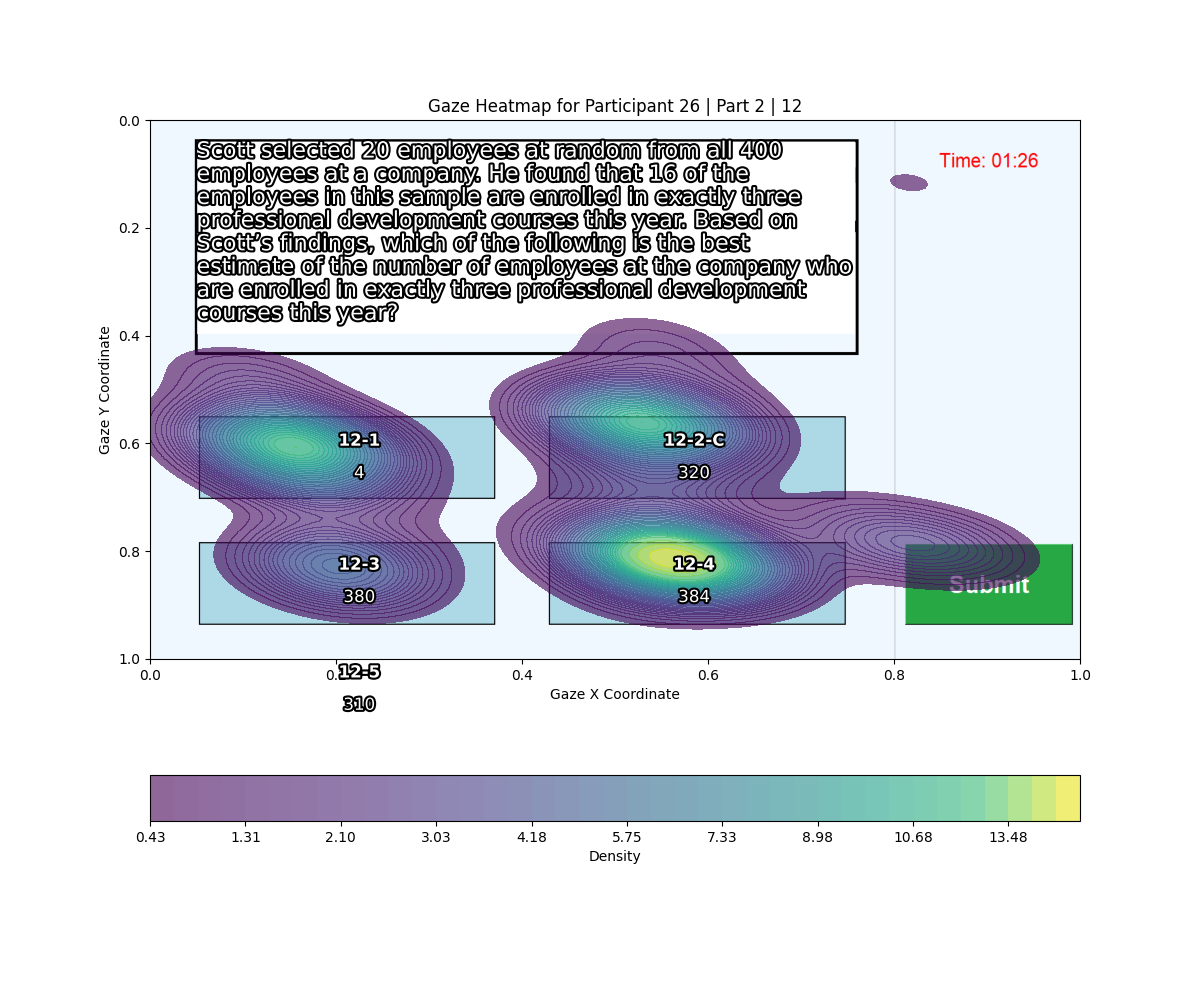 Gaze Heatmap for Participant 26 | Part 2 | 12
Scott selected 20 employees at random from all 400
employees at a company. He found that 16 of the
employees in this sample are enrolled in exactly three
professional development courses this year. Based on
Scott's findings, which of the following is the best
estimate of the number of employees at the company who
are enrolled in exactly three professional development
courses this year?
Time: 01:26
12-1
4
12-2-C
320
12-3
380
12-4
384
Submit
12-5
310
0.0
0.2
0.4
0.6
0.8
1.0
Gaze Y Coordinate
0.0 0.4 0.6 0.8 1.0
Gaze X Coordinate
0.43 1.31 2.10 3.03 4.18 5.75 7.33 8.98 10.68 13.48
Density